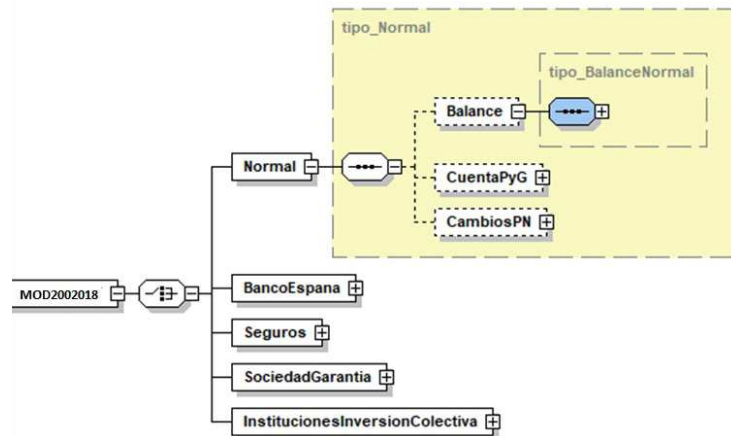 tipo_Normal
tipo_BalanceNormal
Balance
Normal
CuentaPyG
CambiosPN
MOD2002018
BancoEspana
Seguros
SociedadGarantia
InstitucionesInversionColectiva